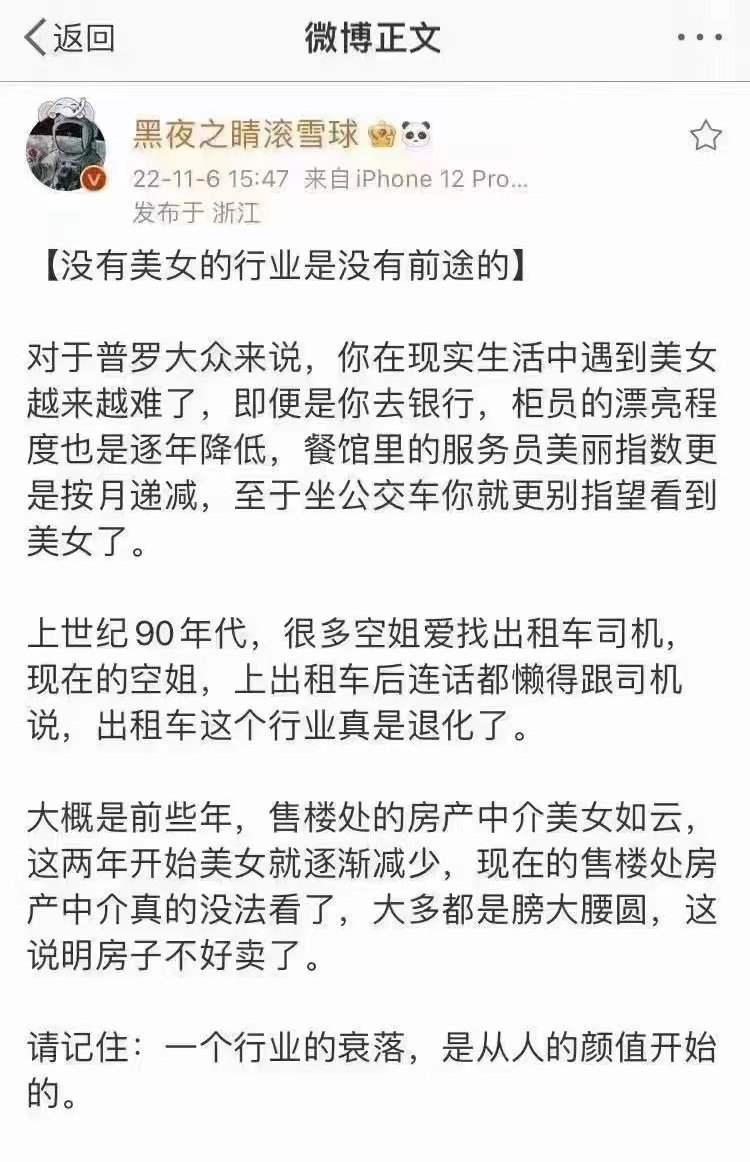 返回
微博正文
黑夜之睛滚雪球
22-11-6 15:47 来自iPhone 12 Pro...
发布于 浙江
【没有美女的行业是没有前途的】
对于普罗大众来说，你在现实生活中遇到美女
越来越难了，即便是你去银行，柜员的漂亮程
度也是逐年降低，餐馆里的服务员美丽指数更
是按月递减，至于坐公交车你就更别指望看到
美女了。
上世纪90年代，很多空姐爱找出租车司机，
现在的空姐，上出租车后连话都懒得跟司机
说，出租车这个行业真是退化了。
大概是前些年，售楼处的房产中介美女如云，
这两年开始美女就逐渐减少，现在的售楼处房
产中介真的没法看了，大多都是膀大腰圆，这
说明房子不好卖了。
请记住：一个行业的衰落，是从人的颜值开始
的。